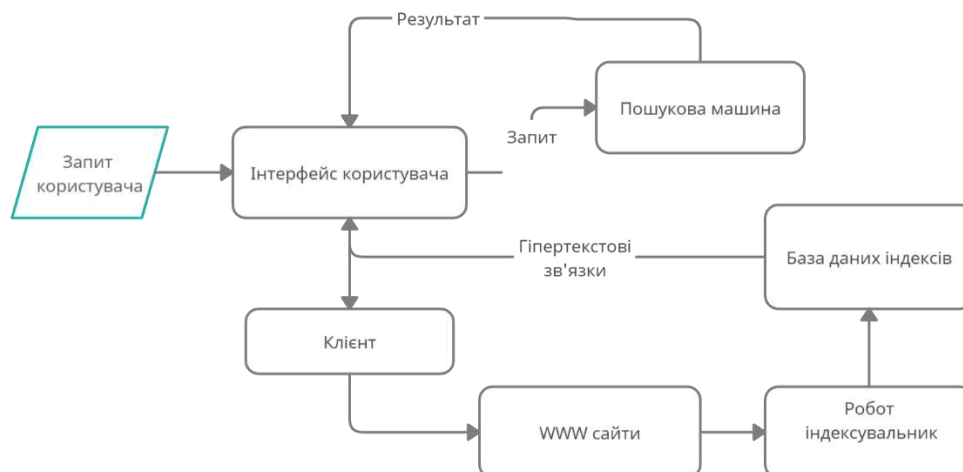 Результат
Пошукова машина
Запит
Запит
користувача
Інтерфейс користувача
Гіпертекстові
зв'язки
База даних індексів
Клієнт
WWW сайти
Робот
індексувальник